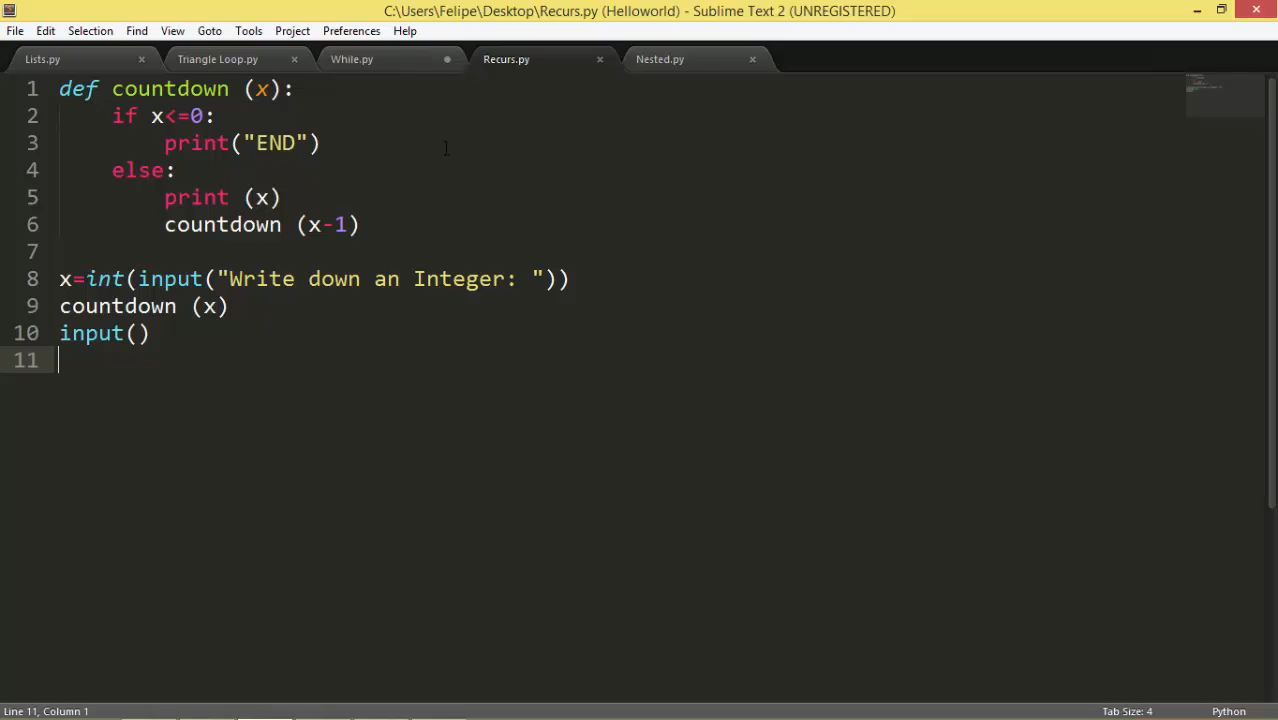 C:\Users\Felipe\Desktop\Recurs.py (Helloworld) - Sublime Text 2 (UNREGISTERED)
File Edit Selection Find View Goto Tools Project Preferences Help
Lists.py Triangle Loop.py While.py Recurs.py Nested.py
1 def countdown (x):
2 if x<=0:
3 print("END")
4 else:
5 print (x)
6 countdown (x-1)
7
8 x=int(input("Write down an Integer: "))
9 countdown (x)
10 input()
11
Line 11, Column 1 Tab Size: 4 Python